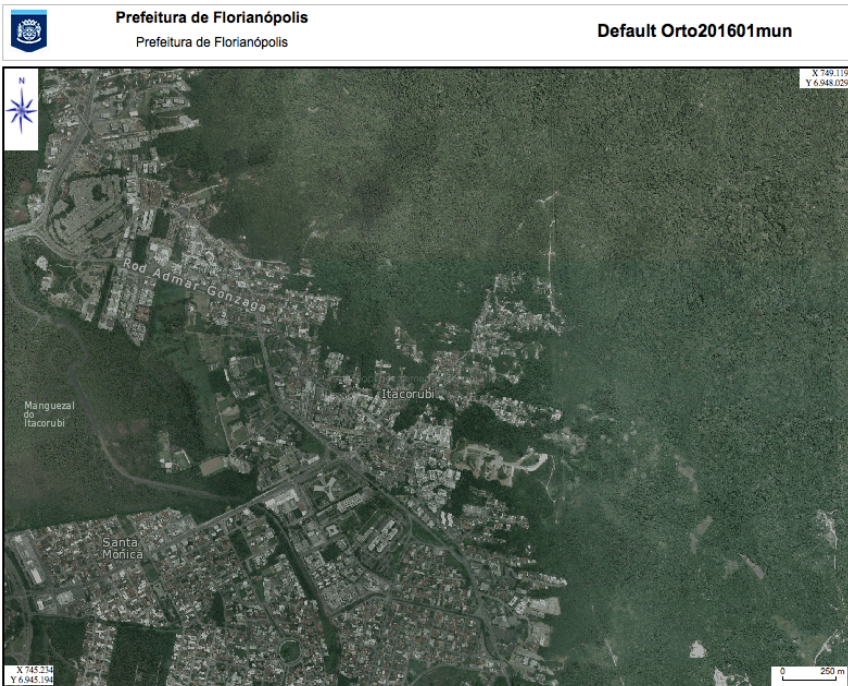 Prefeitura de Florianópolis
Prefeitura de Florianópolis
Default Orto201601mun
N
X 749.119
Y 6.948.029
Rod Admar Gonzaga
Itacorubi
Manguezal
do
Itacorubi
Santa
Mônica
X 745.234
Y 6.945.194
0 250 m